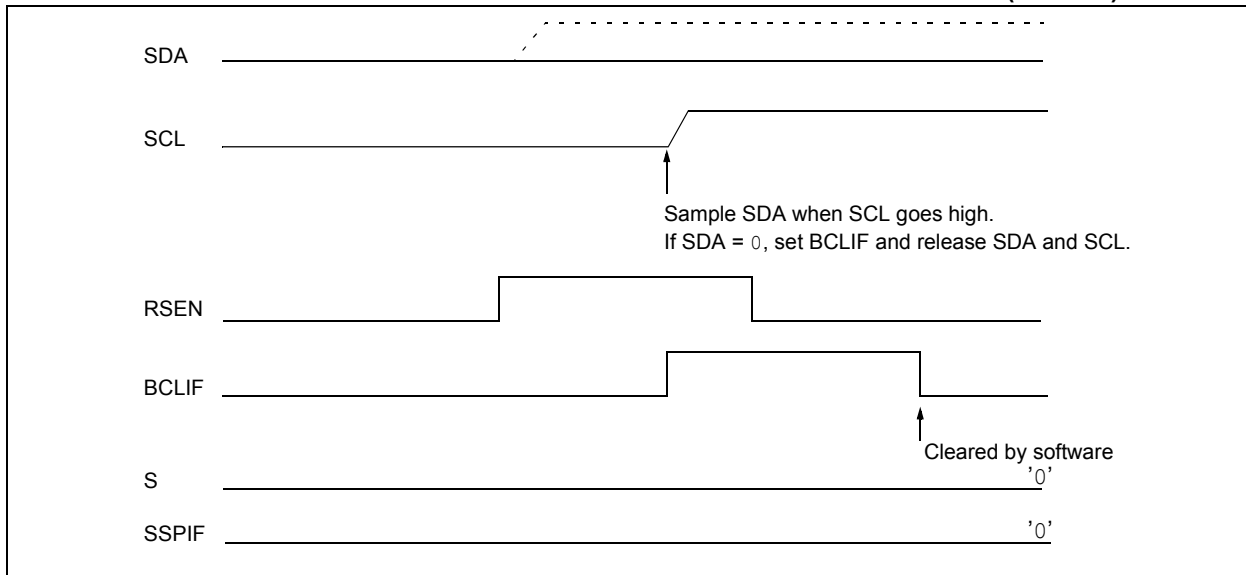 SDA
SCL
Sample SDA when SCL goes high.
If SDA = 0, set BCLIF and release SDA and SCL.
RSEN
BCLIF
Cleared by software
S
'0'
SSPIF
'0'